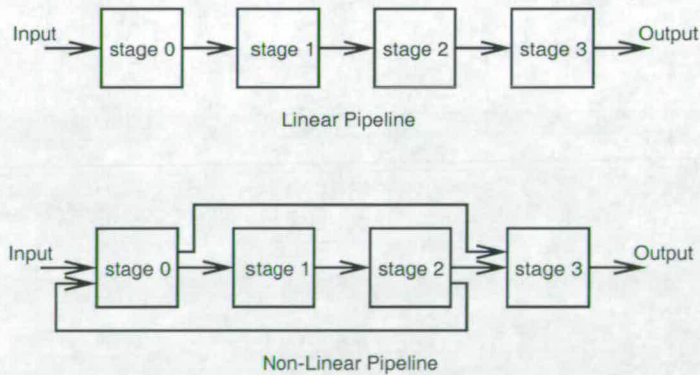 Input stage 0 stage 1 stage 2 stage 3 Output
Linear Pipeline
Input stage 0 stage 1 stage 2 stage 3 Output
Non-Linear Pipeline